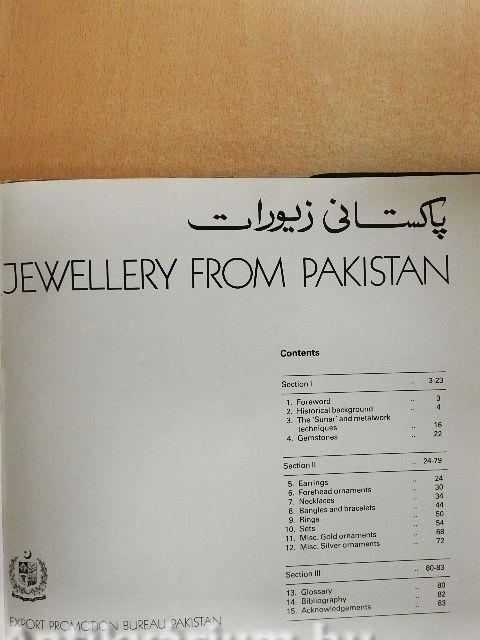 پاکستانی زیورات
JEWELLERY FROM PAKISTAN
Contents
Section I .. 3-23
1. Foreword .. 3
2. Historical background .. 4
3. The 'Sunar' and metalwork
techniques .. 16
4. Gemstones .. 22
Section II .. 24-79
5. Earrings .. 24
6. Forehead ornaments .. 30
7. Necklaces .. 34
8. Bangles and bracelets .. 44
9. Rings .. 50
10. Sets .. 54
11. Misc. Gold ornaments .. 68
12. Misc. Silver ornaments .. 72
Section III .. 80-83
13. Glossary .. 80
14. Bibliography .. 82
15. Acknowledgements .. 83
EXPORT PROMOTION BUREAU PAKISTAN